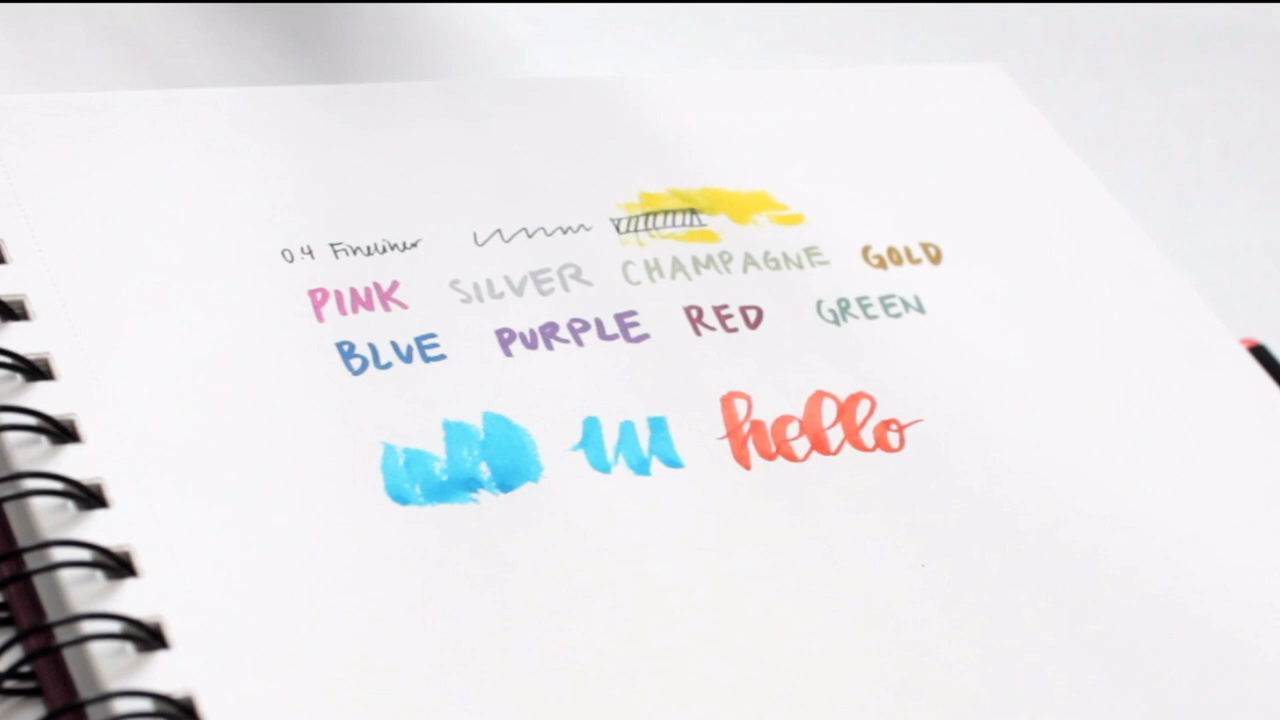 0.4 Fineliner
PINK SILVER CHAMPAGNE GOLD
BLUE PURPLE RED GREEN
hello